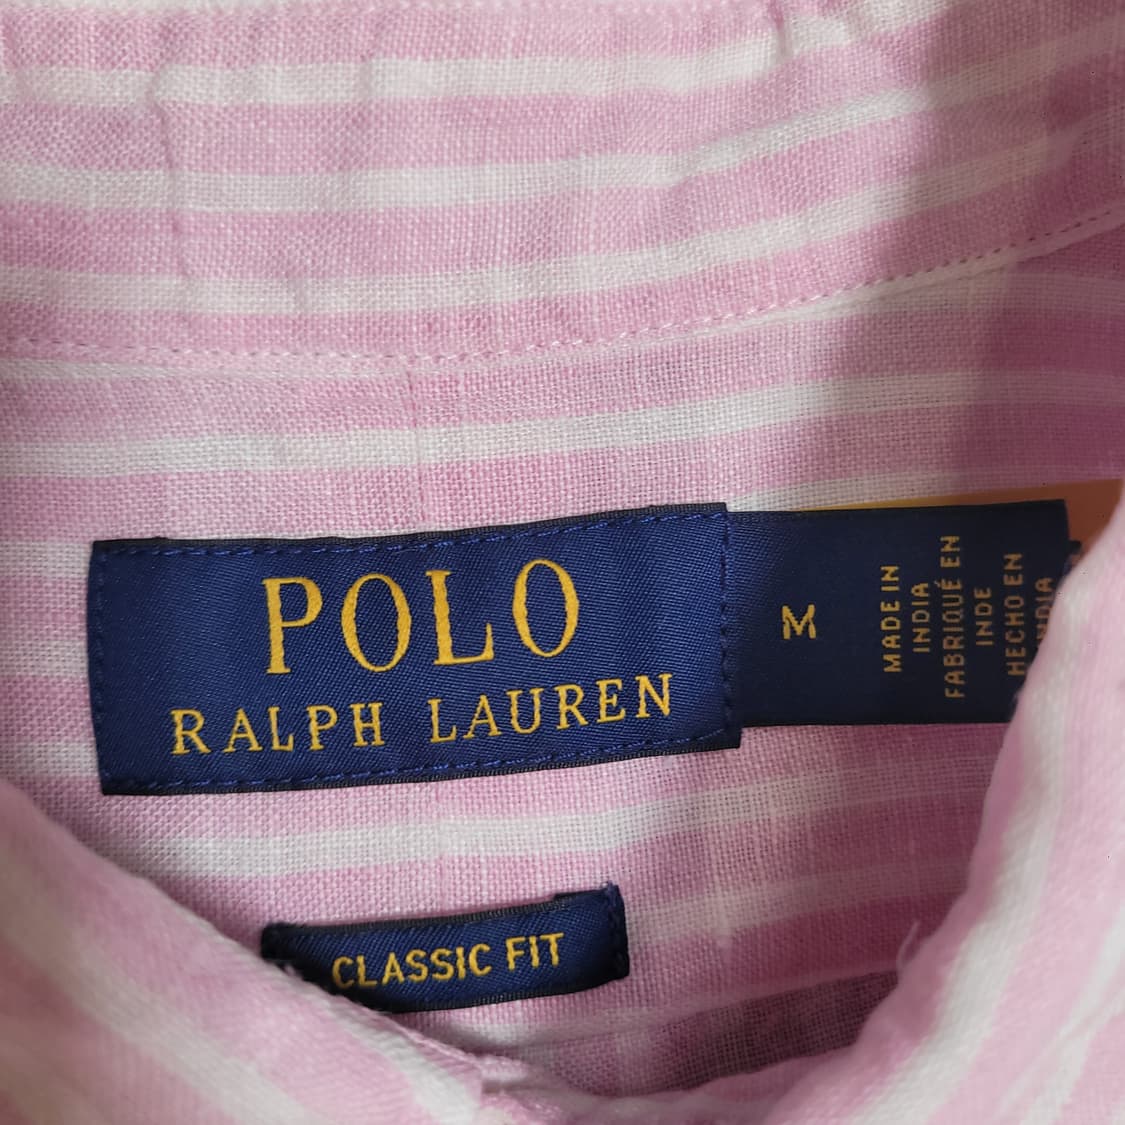 POLO
RALPH LAUREN
M
MADE IN
INDIA
FABRIQUÉ EN
INDE
HECHO EN
CLASSIC FIT